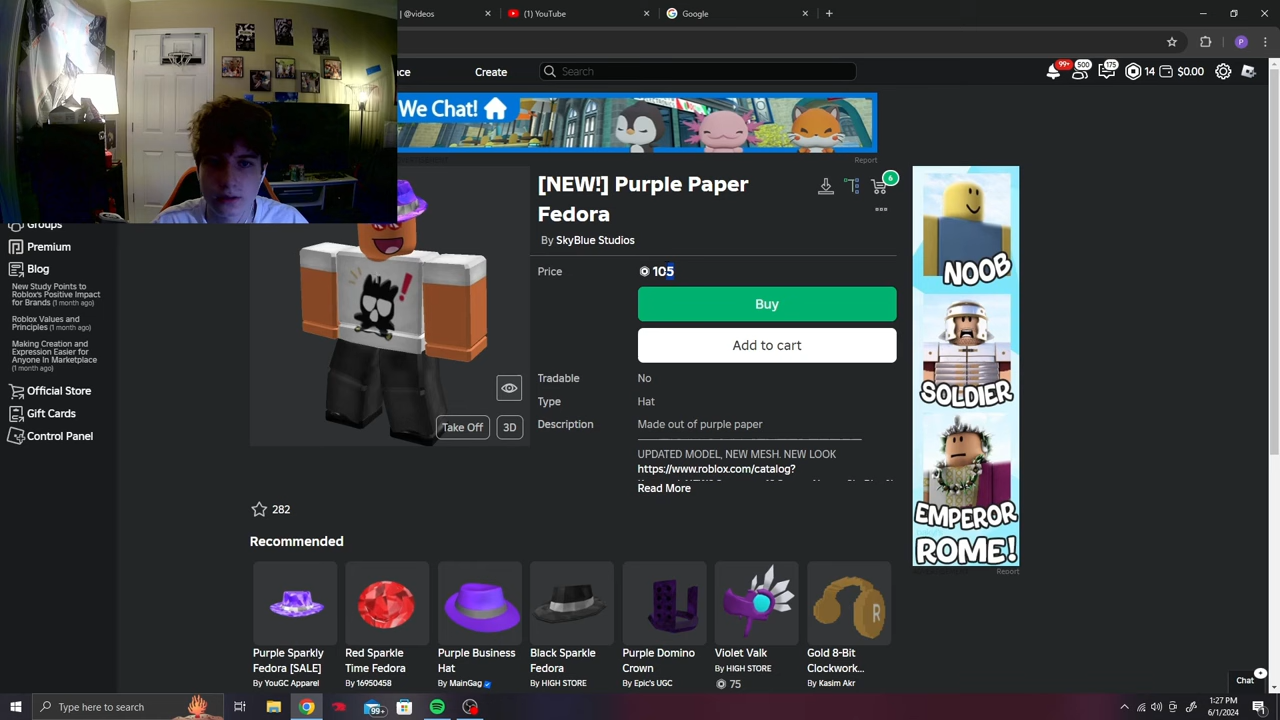 | @videos
(1) YouTube
Google
nce
Create
Search
99+
500
175
14
$0.00
We Chat!
Report
[NEW!] Purple Paper
Fedora
6
By SkyBlue Studios
Price
105
Buy
Add to cart
Tradable
No
Type
Hat
Description
Made out of purple paper
UPDATED MODEL, NEW MESH. NEW LOOK
https://www.roblox.com/catalog?
Read More
Take Off
3D
282
Groups
Premium
Blog
New Study Points to
Roblox's Positive Impact
for Brands (1 month ago)
Roblox Values and
Principles (1 month ago)
Making Creation and
Expression Easier for
Anyone In Marketplace
(1 month ago)
Official Store
Gift Cards
Control Panel
NOOB
SOLDIER
EMPEROR
ROME!
Report
Recommended
Purple Sparkly
Fedora [SALE]
By YouGC Apparel
Red Sparkle
Time Fedora
By 16950458
Purple Business
Hat
By MainGag
Black Sparkle
Fedora
By HIGH STORE
Purple Domino
Crown
By Epic's UGC
Violet Valk
By HIGH STORE
75
R
Gold 8-Bit
Clockwork...
By Kasim Akr
Chat
Type here to search
99+
1:27 PM
6/1/2024